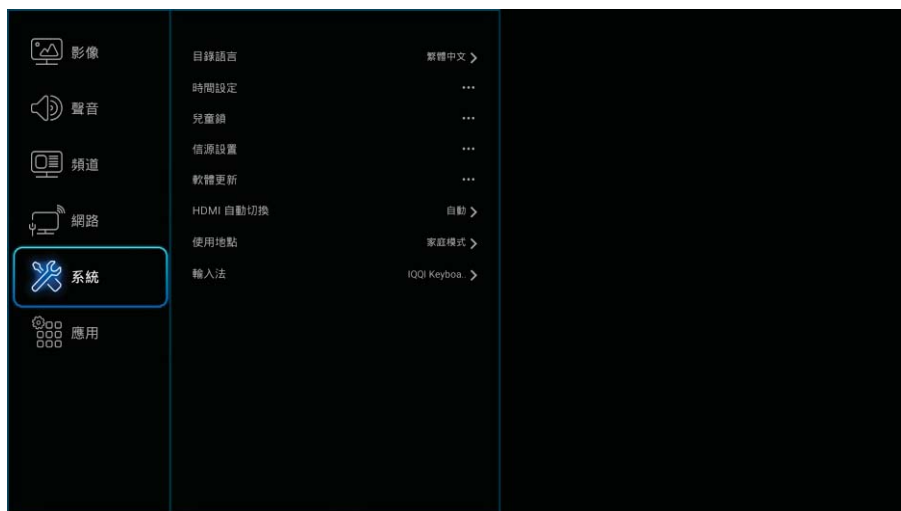 影像
聲音
頻道
網路
系統
應用
目錄語言 繁體中文
時間設定 •••
兒童鎖 •••
信源設置 •••
軟體更新 •••
HDMI 自動切換 自動
使用地點 家庭模式
輸入法 IQQI Keyboa..